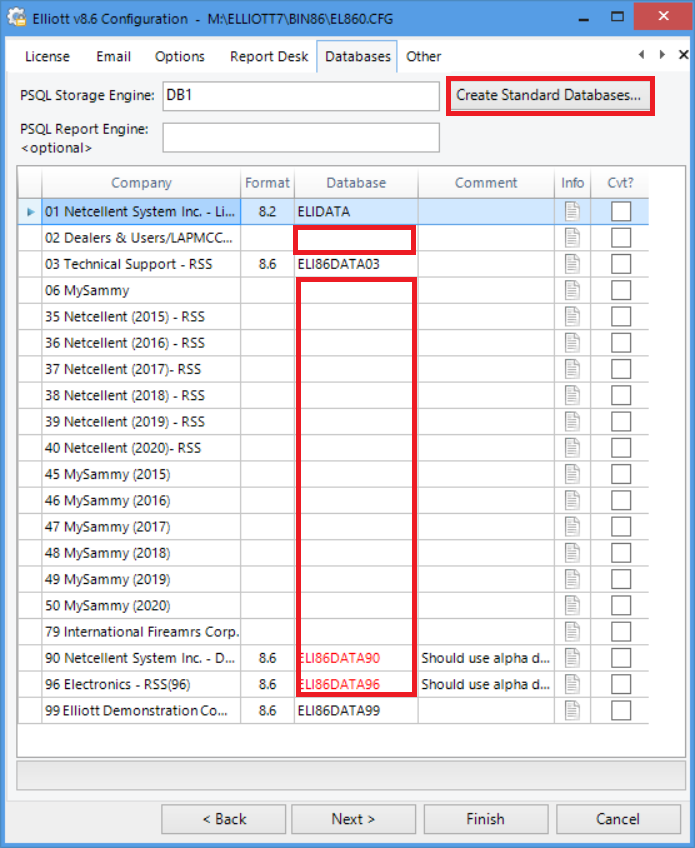 Elliott v8.6 Configuration - M:\ELLIOTT7\BIN86\EL860.CFG
License Email Options Report Desk Databases Other
PSQL Storage Engine: DB1 Create Standard Databases...
PSQL Report Engine:
<optional>
Company Format Database Comment Info Cvt?
01 Netcellent System Inc. - Li... 8.2 ELIDATA
02 Dealers & Users/LAPMCC...
03 Technical Support - RSS 8.6 ELI86DATA03
06 MySammy
35 Netcellent (2015) - RSS
36 Netcellent (2016) - RSS
37 Netcellent (2017)- RSS
38 Netcellent (2018) - RSS
39 Netcellent (2019) - RSS
40 Netcellent (2020)- RSS
45 MySammy (2015)
46 MySammy (2016)
47 MySammy (2017)
48 MySammy (2018)
49 MySammy (2019)
50 MySammy (2020)
79 International Fireamrs Corp.
90 Netcellent System Inc. - D... 8.6 ELI86DATA90 Should use alpha d...
96 Electronics - RSS(96) 8.6 ELI86DATA96 Should use alpha d...
99 Elliott Demonstration Co... 8.6 ELI86DATA99
< Back Next > Finish Cancel